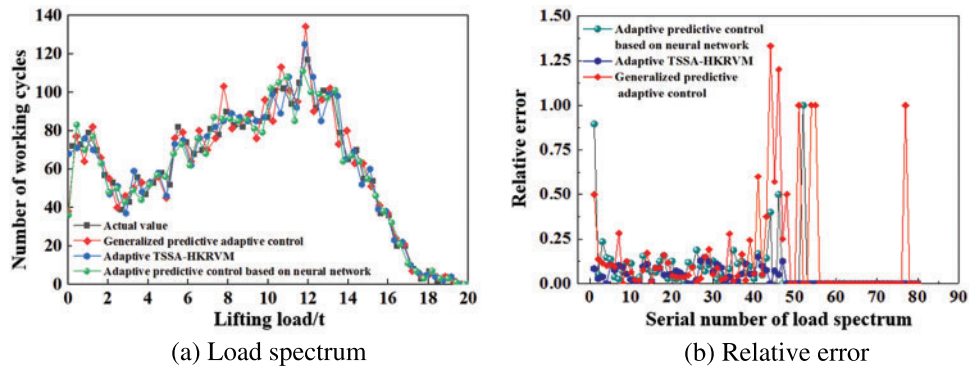 140
120
100
80
60
40
20
0
0 2 4 6 8 10 12 14 16 18 20
Number of working cycles
Lifting load/t
Actual value
Generalized predictive adaptive control
Adaptive TSSA-HKRVM
Adaptive predictive control based on neural network
(a) Load spectrum
1.50
1.25
1.00
0.75
0.50
0.25
0.00
0 10 20 30 40 50 60 70 80 90
Relative error
Serial number of load spectrum
Adaptive predictive control
based on neural network
Adaptive TSSA-HKRVM
Generalized predictive
adaptive control
(b) Relative error